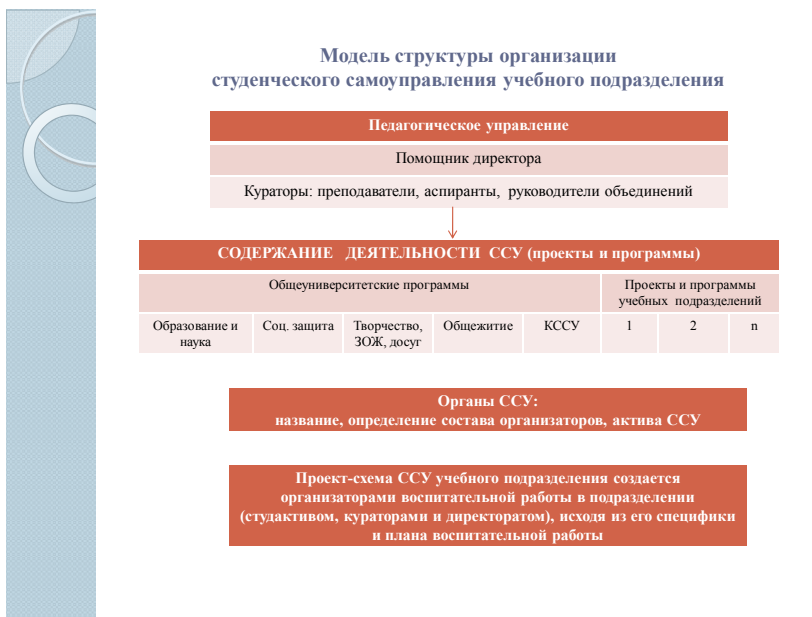 Модель структуры организации
студенческого самоуправления учебного подразделения
Педагогическое управление
Помощник директора
Кураторы: преподаватели, аспиранты, руководители объединений
СОДЕРЖАНИЕ ДЕЯТЕЛЬНОСТИ ССУ (проекты и программы)
Общеуниверситетские программы
Проекты и программы
учебных подразделений
Образование и
наука
Соц. защита
Творчество,
ЗОЖ, досуг
Общежитие
КССУ
1
2
n
Органы ССУ:
название, определение состава организаторов, актива ССУ
Проект-схема ССУ учебного подразделения создается
организаторами воспитательной работы в подразделении
(студактивом, кураторами и директоратом), исходя из его специфики
и плана воспитательной работы